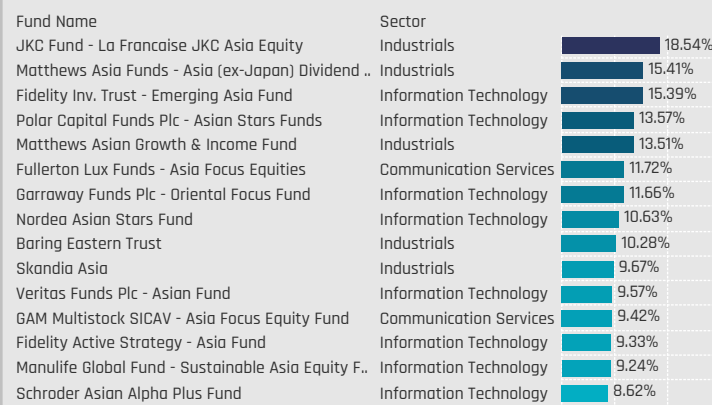 Fund Name Sector
JKC Fund - La Francaise JKC Asia Equity Industrials 18.54%
Matthews Asia Funds - Asia (ex-Japan) Dividend .. Industrials 15.41%
Fidelity Inv. Trust - Emerging Asia Fund Information Technology 15.39%
Polar Capital Funds Plc - Asian Stars Funds Information Technology 13.57%
Matthews Asian Growth & Income Fund Industrials 13.51%
Fullerton Lux Funds - Asia Focus Equities Communication Services 11.72%
Garraway Funds Plc - Oriental Focus Fund Information Technology 11.66%
Nordea Asian Stars Fund Information Technology 10.63%
Baring Eastern Trust Industrials 10.28%
Skandia Asia Industrials 9.67%
Veritas Funds Plc - Asian Fund Information Technology 9.57%
GAM Multistock SICAV - Asia Focus Equity Fund Communication Services 9.42%
Fidelity Active Strategy - Asia Fund Information Technology 9.33%
Manulife Global Fund - Sustainable Asia Equity F.. Information Technology 9.24%
Schroder Asian Alpha Plus Fund Information Technology 8.62%